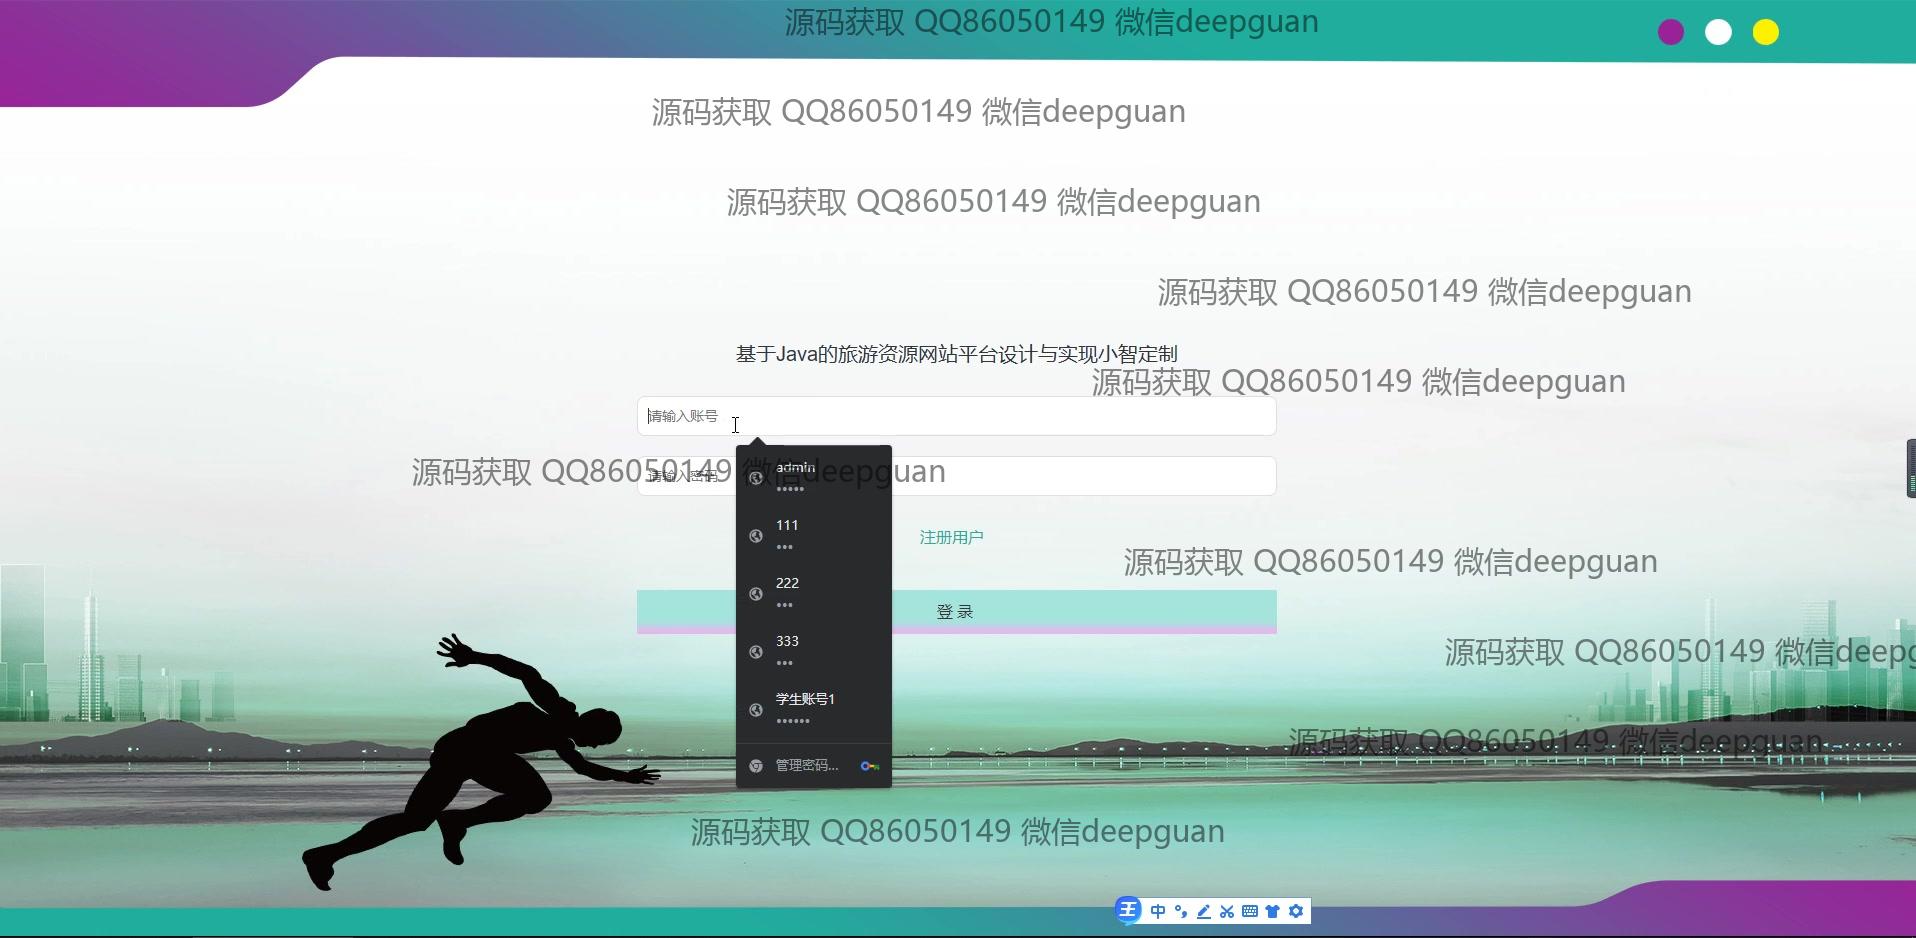 源码获取 QQ86050149 微信deepguan
源码获取 QQ86050149 微信deepguan
源码获取 QQ86050149 微信deepguan
源码获取 QQ86050149 微信deepguan
基于Java的旅游资源网站平台设计与实现小智定制
源码获取 QQ86050149 微信deepguan
请输入账号
源码获取 QQ86050149 微信deepguan
请输入密码
admin
•••••
111
•••
注册用户
源码获取 QQ86050149 微信deepguan
222
•••
登 录
333
•••
源码获取 QQ86050149 微信deepg
学生账号1
••••••
源码获取 QQ86050149 微信deepguan
管理密码...
源码获取 QQ86050149 微信deepguan
王 中